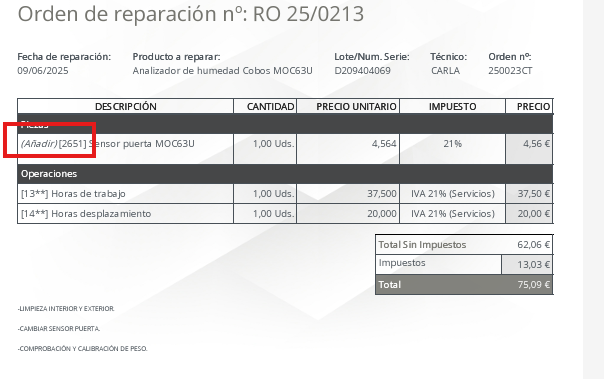 Orden de reparación nº: RO 25/0213
Fecha de reparación: Producto a reparar: Lote/Num. Serie: Técnico: Orden nº:
09/06/2025 Analizador de humedad Cobos MOC63U D209404069 CARLA 250023CT
DESCRIPCIÓN CANTIDAD PRECIO UNITARIO IMPUESTO PRECIO
Piezas
(Añadir) [2651] Sensor puerta MOC63U 1,00 Uds. 4,564 21% 4,56 €
Operaciones
[13**] Horas de trabajo 1,00 Uds. 37,500 IVA 21% (Servicios) 37,50 €
[14**] Horas desplazamiento 1,00 Uds. 20,000 IVA 21% (Servicios) 20,00 €
Total Sin Impuestos 62,06 €
Impuestos 13,03 €
Total 75,09 €
-LIMPIEZA INTERIOR Y EXTERIOR.
-CAMBIAR SENSOR PUERTA.
-COMPROBACIÓN Y CALIBRACIÓN DE PESO.